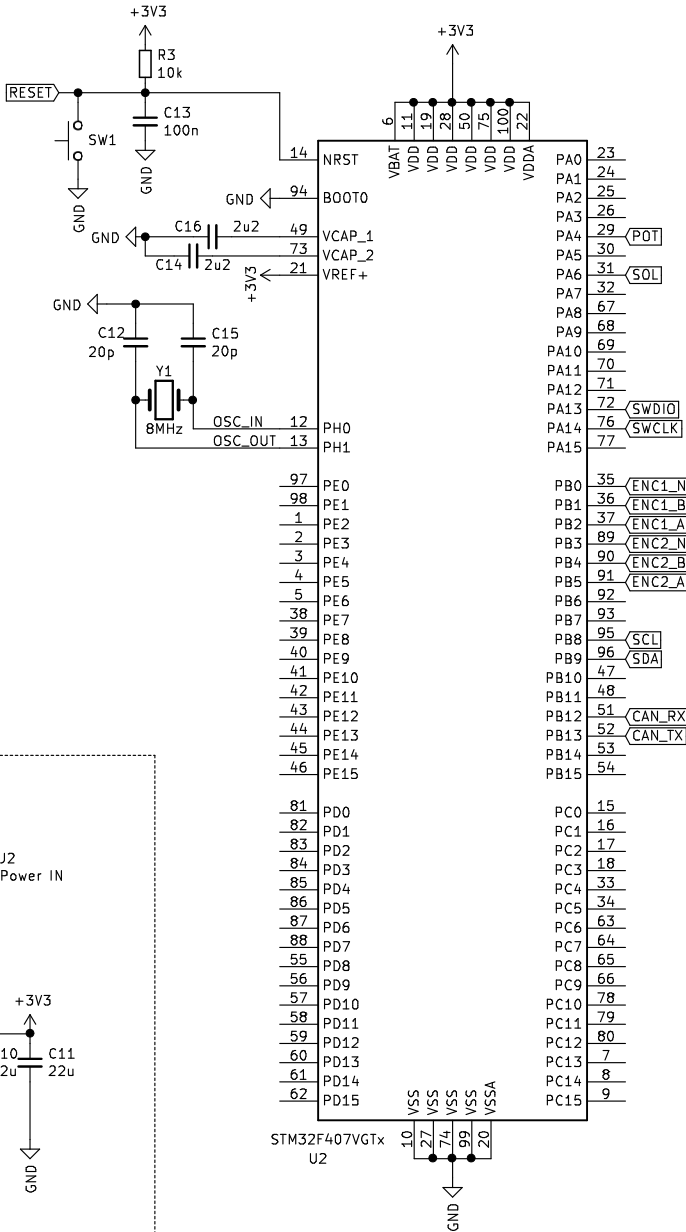 +3V3
R3
10k
RESET
C13
100n
SW1
GND
GND
+3V3
6
11
19
28
50
75
100
22
VBAT
VDD
VDD
VDD
VDD
VDD
VDD
VDDA
14 NRST
GND 94 BOOT0
C16 2u2
GND 49 VCAP_1
73 VCAP_2
C14 2u2
+3V3 21 VREF+
GND
C12
20p
C15
20p
Y1
8MHz
OSC_IN 12 PH0
OSC_OUT 13 PH1
97 PE0
98 PE1
1 PE2
2 PE3
3 PE4
4 PE5
5 PE6
38 PE7
39 PE8
40 PE9
41 PE10
42 PE11
43 PE12
44 PE13
45 PE14
46 PE15
81 PD0
82 PD1
83 PD2
84 PD3
85 PD4
86 PD5
87 PD6
88 PD7
55 PD8
56 PD9
57 PD10
58 PD11
59 PD12
60 PD13
61 PD14
62 PD15
PA0 23
PA1 24
PA2 25
PA3 26
PA4 29 POT
PA5 30
PA6 31 SOL
PA7 32
PA8 67
PA9 68
PA10 69
PA11 70
PA12 71
PA13 72 SWDIO
PA14 76 SWCLK
PA15 77
PB0 35 ENC1_N
PB1 36 ENC1_B
PB2 37 ENC1_A
PB3 89 ENC2_N
PB4 90 ENC2_B
PB5 91 ENC2_A
PB6 92
PB7 93
PB8 95 SCL
PB9 96 SDA
PB10 47
PB11 48
PB12 51 CAN_RX
PB13 52 CAN_TX
PB14 53
PB15 54
PC0 15
PC1 16
PC2 17
PC3 18
PC4 33
PC5 34
PC6 63
PC7 64
PC8 65
PC9 66
PC10 78
PC11 79
PC12 80
PC13 7
PC14 8
PC15 9
VSS
VSS
VSS
VSS
VSSA
10
27
74
99
20
STM32F407VGTx
U2
GND
J2
Power IN
+3V3
10
2u
C11
22u
GND